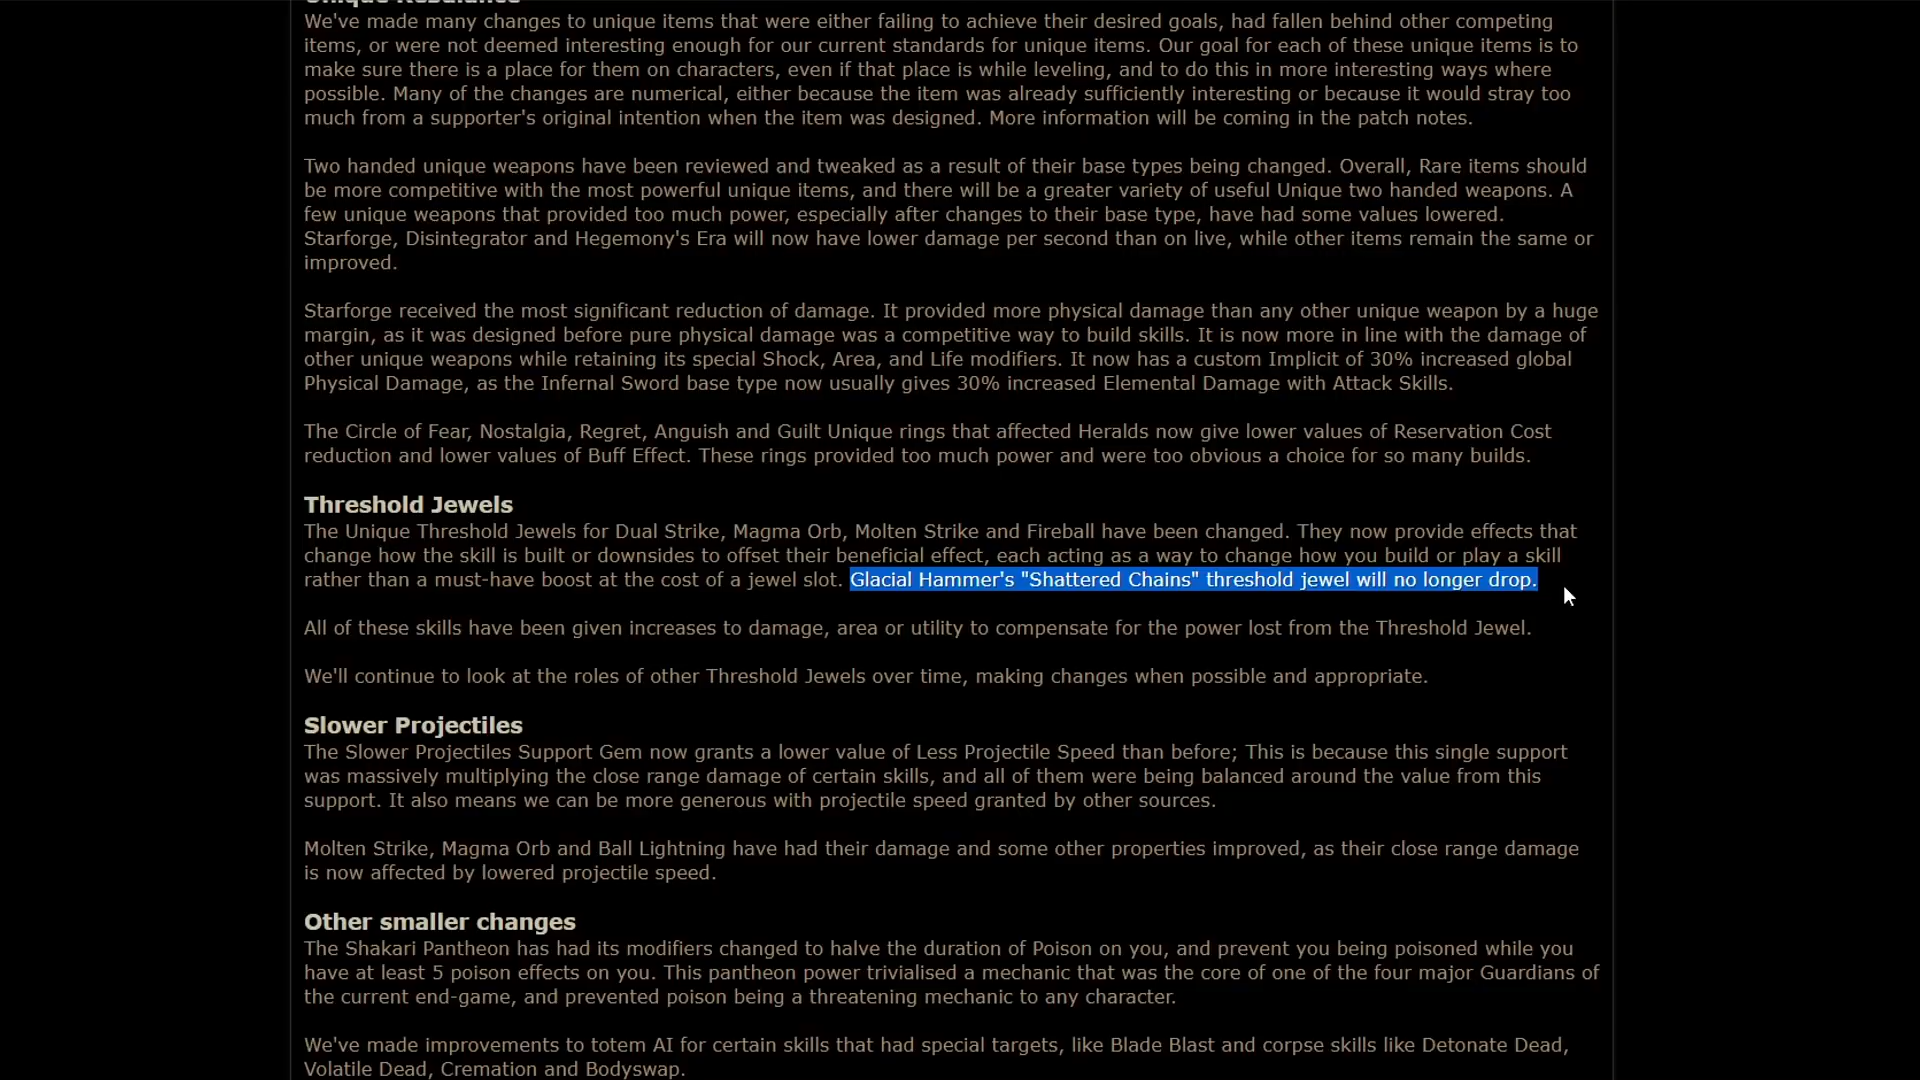 Unique Rebalance
We've made many changes to unique items that were either failing to achieve their desired goals, had fallen behind other competing
items, or were not deemed interesting enough for our current standards for unique items. Our goal for each of these unique items is to
make sure there is a place for them on characters, even if that place is while leveling, and to do this in more interesting ways where
possible. Many of the changes are numerical, either because the item was already sufficiently interesting or because it would stray too
much from a supporter's original intention when the item was designed. More information will be coming in the patch notes.
Two handed unique weapons have been reviewed and tweaked as a result of their base types being changed. Overall, Rare items should
be more competitive with the most powerful unique items, and there will be a greater variety of useful Unique two handed weapons. A
few unique weapons that provided too much power, especially after changes to their base type, have had some values lowered.
Starforge, Disintegrator and Hegemony's Era will now have lower damage per second than on live, while other items remain the same or
improved.
Starforge received the most significant reduction of damage. It provided more physical damage than any other unique weapon by a huge
margin, as it was designed before pure physical damage was a competitive way to build skills. It is now more in line with the damage of
other unique weapons while retaining its special Shock, Area, and Life modifiers. It now has a custom Implicit of 30% increased global
Physical Damage, as the Infernal Sword base type now usually gives 30% increased Elemental Damage with Attack Skills.
The Circle of Fear, Nostalgia, Regret, Anguish and Guilt Unique rings that affected Heralds now give lower values of Reservation Cost
reduction and lower values of Buff Effect. These rings provided too much power and were too obvious a choice for so many builds.
Threshold Jewels
The Unique Threshold Jewels for Dual Strike, Magma Orb, Molten Strike and Fireball have been changed. They now provide effects that
change how the skill is built or downsides to offset their beneficial effect, each acting as a way to change how you build or play a skill
rather than a must-have boost at the cost of a jewel slot. Glacial Hammer's "Shattered Chains" threshold jewel will no longer drop.
All of these skills have been given increases to damage, area or utility to compensate for the power lost from the Threshold Jewel.
We'll continue to look at the roles of other Threshold Jewels over time, making changes when possible and appropriate.
Slower Projectiles
The Slower Projectiles Support Gem now grants a lower value of Less Projectile Speed than before; This is because this single support
was massively multiplying the close range damage of certain skills, and all of them were being balanced around the value from this
support. It also means we can be more generous with projectile speed granted by other sources.
Molten Strike, Magma Orb and Ball Lightning have had their damage and some other properties improved, as their close range damage
is now affected by lowered projectile speed.
Other smaller changes
The Shakari Pantheon has had its modifiers changed to halve the duration of Poison on you, and prevent you being poisoned while you
have at least 5 poison effects on you. This pantheon power trivialised a mechanic that was the core of one of the four major Guardians of
the current end-game, and prevented poison being a threatening mechanic to any character.
We've made improvements to totem AI for certain skills that had special targets, like Blade Blast and corpse skills like Detonate Dead,
Volatile Dead, Cremation and Bodyswap.